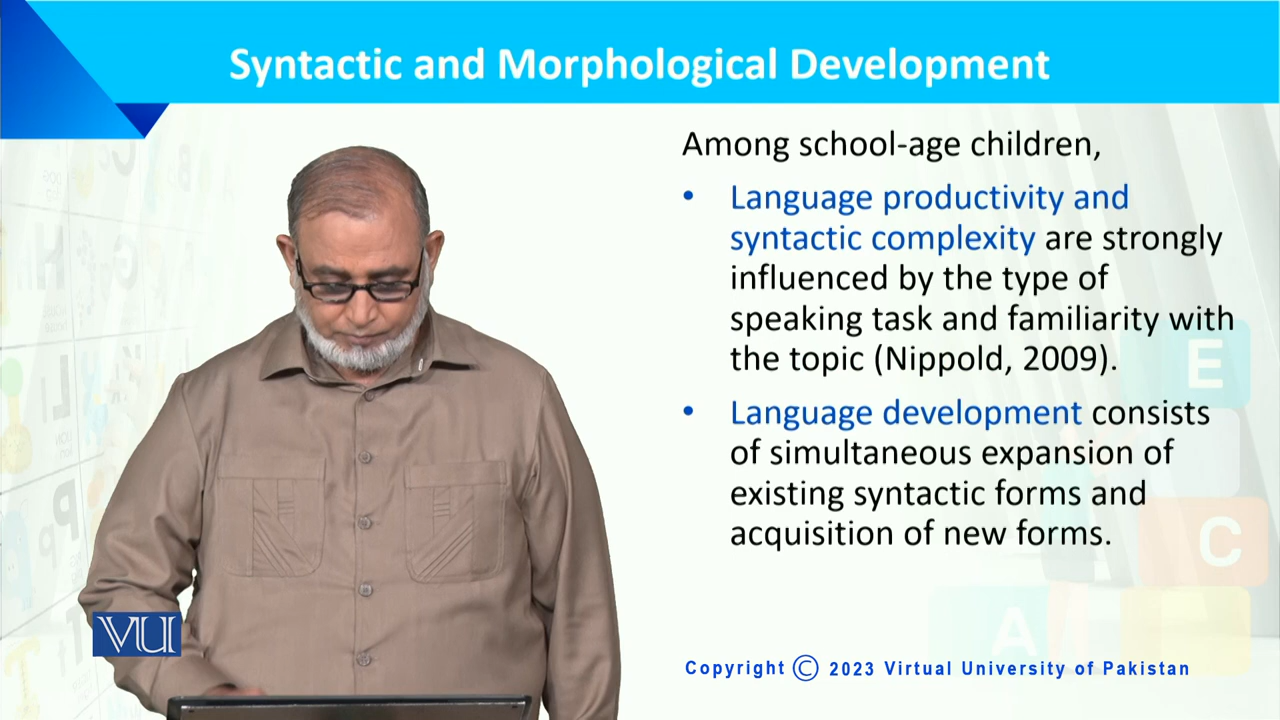 Syntactic and Morphological Development
Among school-age children,
• Language productivity and
syntactic complexity are strongly
influenced by the type of
speaking task and familiarity with
the topic (Nippold, 2009).
• Language development consists
of simultaneous expansion of
existing syntactic forms and
acquisition of new forms.
E
C
A
VU
Copyright © 2023 Virtual University of Pakistan